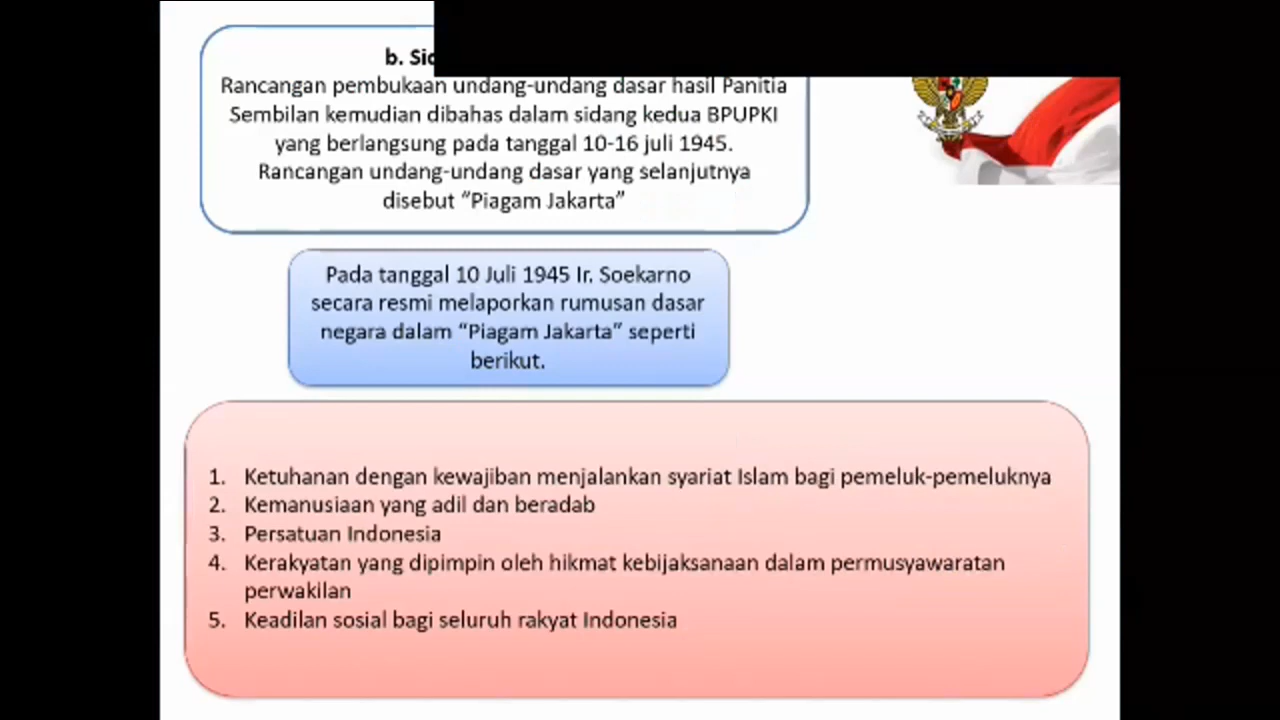 b.
Rancangan pembukaan undang-undang dasar hasil Panitia
Sembilan kemudian dibahas dalam sidang kedua BPUPKI
yang berlangsung pada tanggal 10-16 juli 1945.
Rancangan undang-undang dasar yang selanjutnya
disebut “Piagam Jakarta”
Pada tanggal 10 Juli 1945 Ir. Soekarno
secara resmi melaporkan rumusan dasar
negara dalam “Piagam Jakarta” seperti
berikut.
1. Ketuhanan dengan kewajiban menjalankan syariat Islam bagi pemeluk-pemeluknya
2. Kemanusiaan yang adil dan beradab
3. Persatuan Indonesia
4. Kerakyatan yang dipimpin oleh hikmat kebijaksanaan dalam permusyawaratan
perwakilan
5. Keadilan sosial bagi seluruh rakyat Indonesia